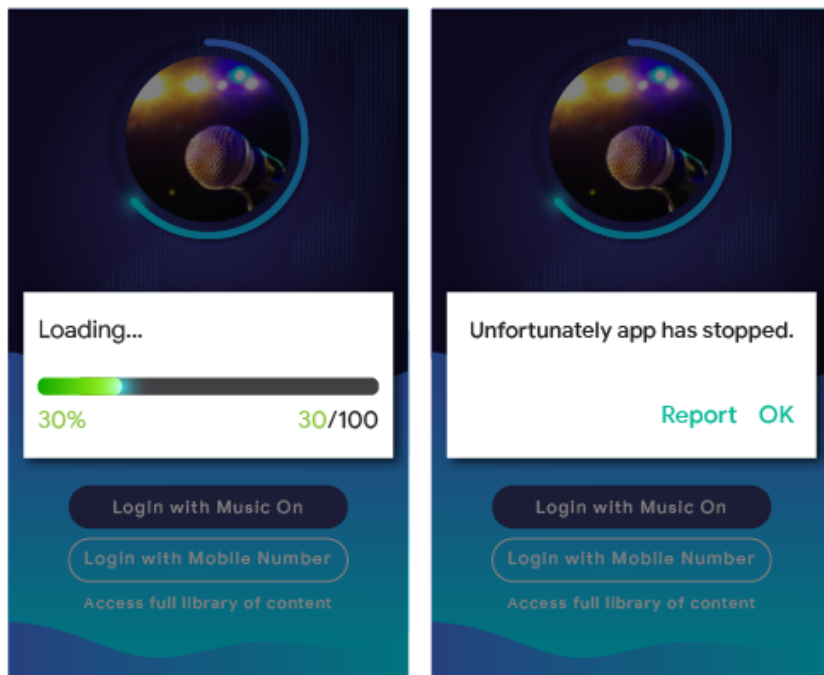 Loading...
30%
30/100
Login with Music On
Login with Mobile Number
Access full library of content
Unfortunately app has stopped.
Report OK
Login with Music On
Login with Mobile Number
Access full library of content